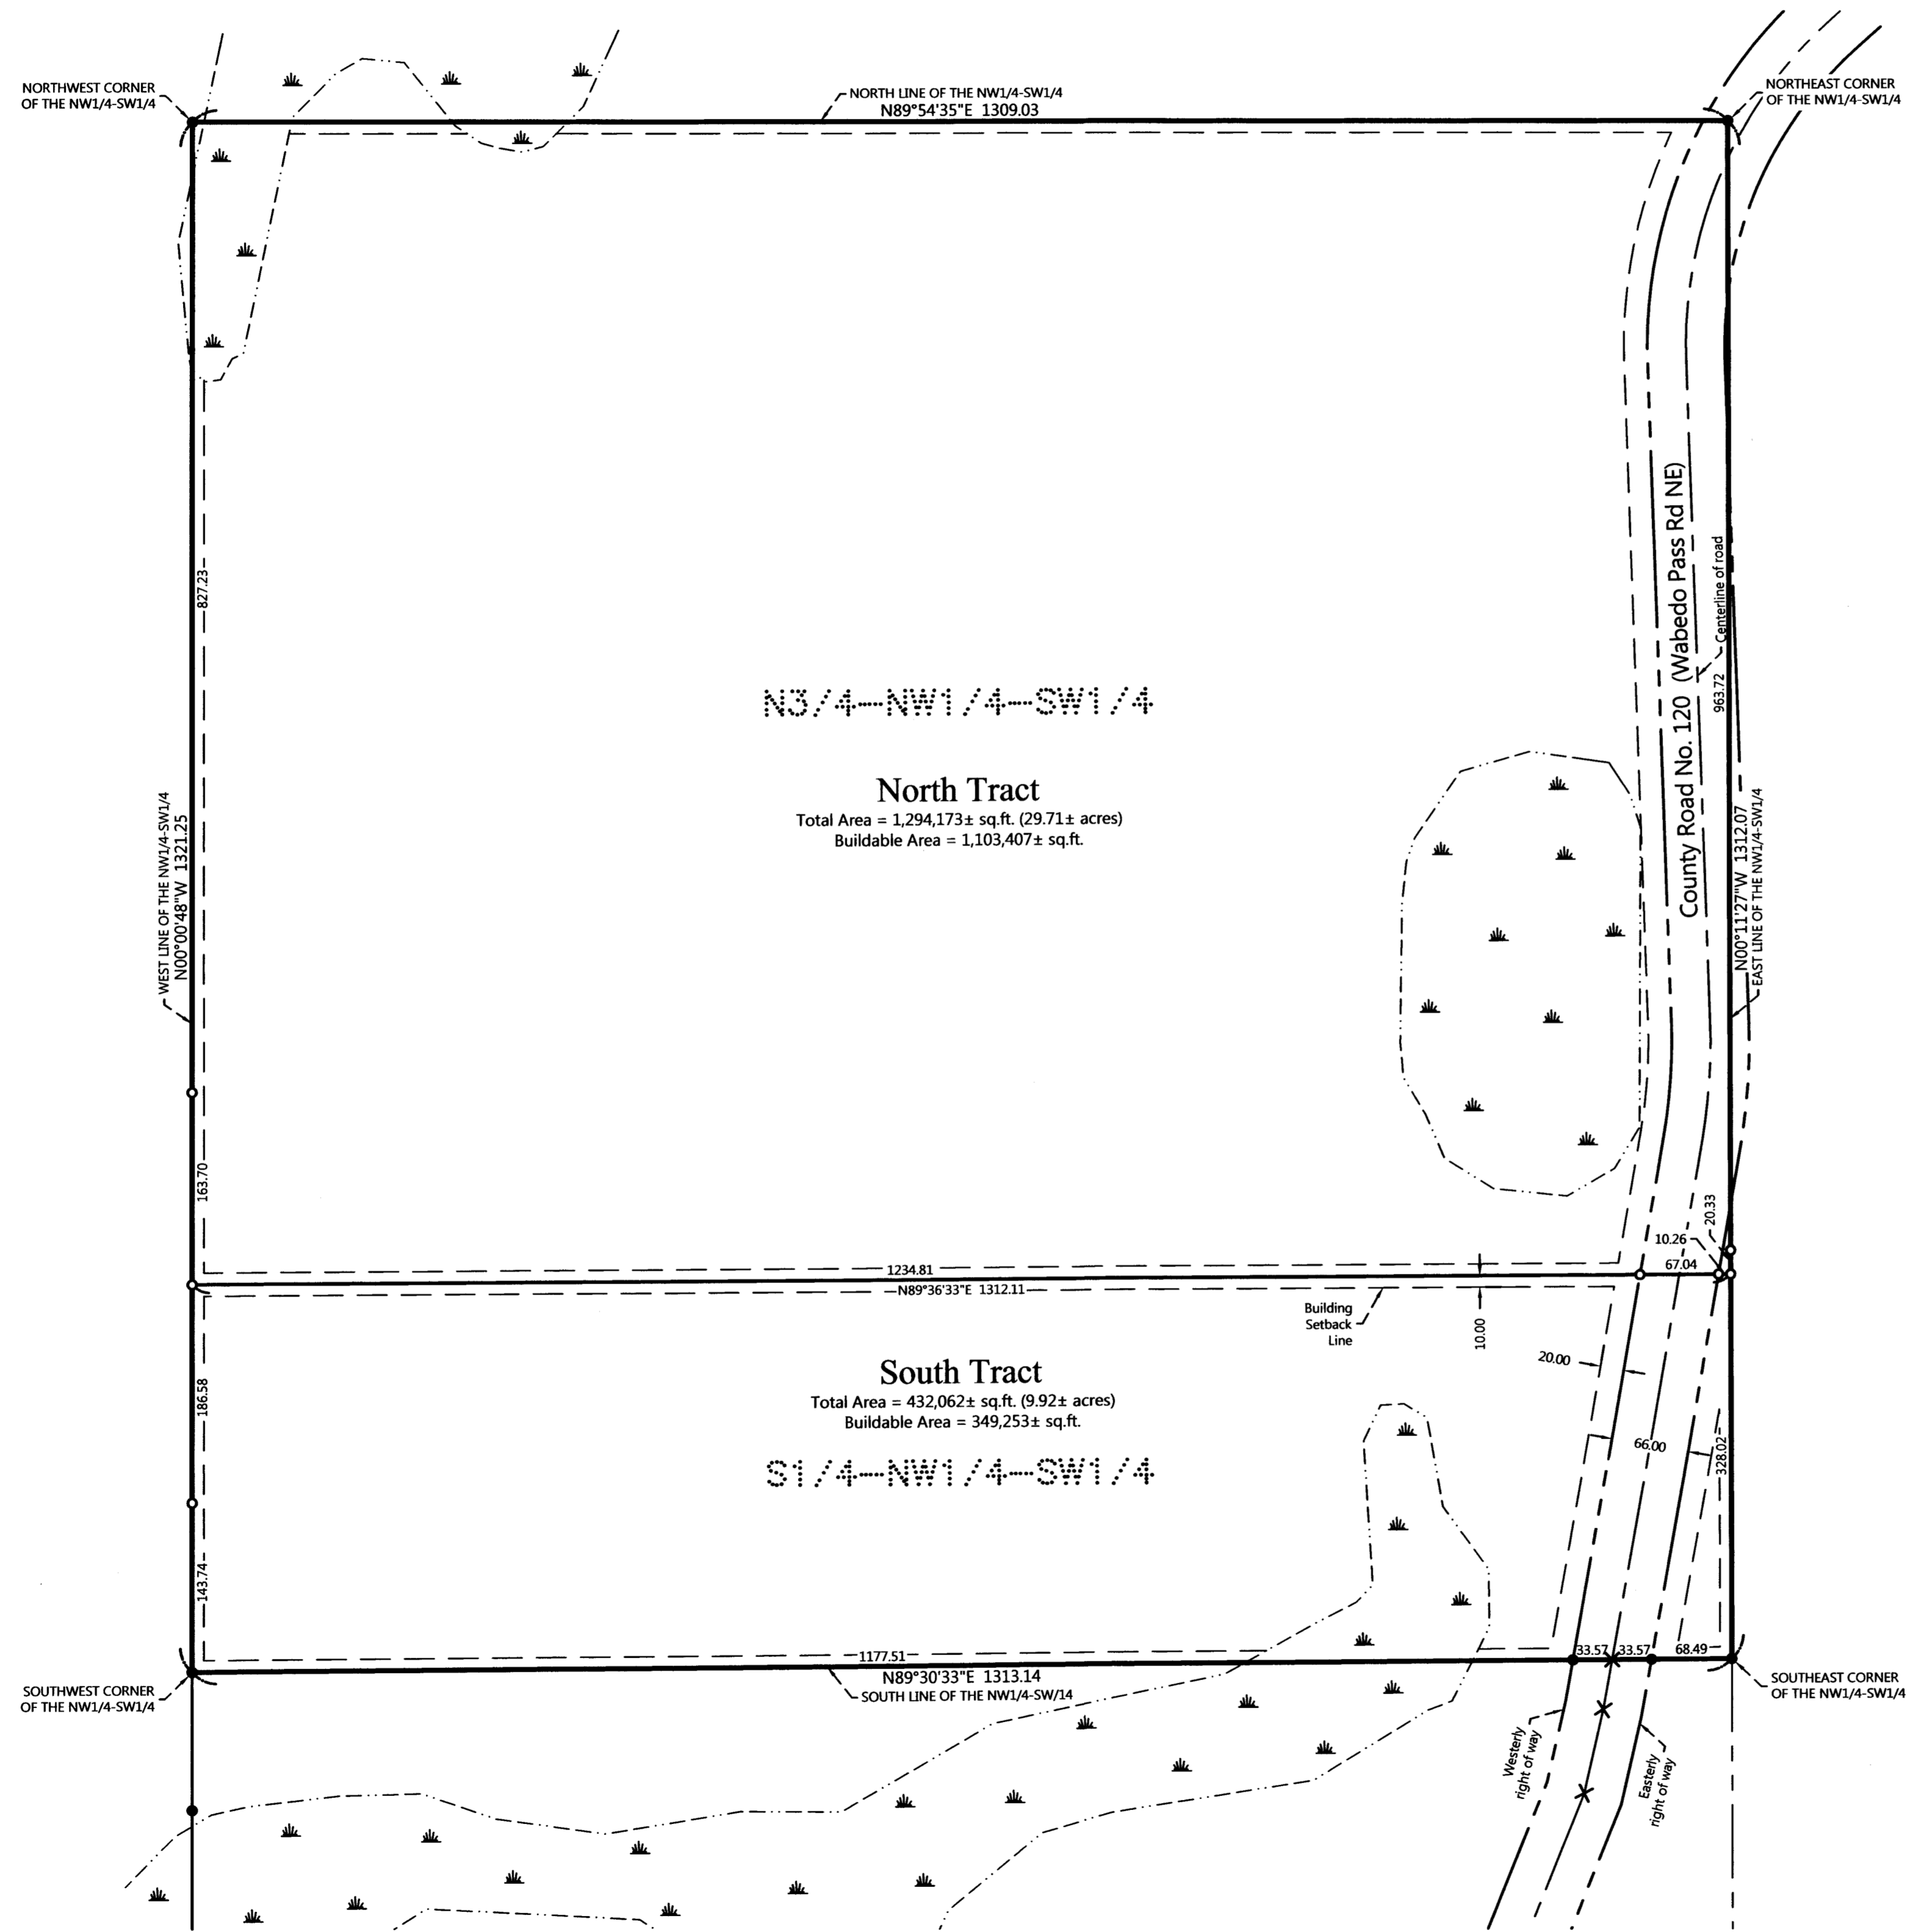 NORTHWEST CORNER
OF THE NW1/4-SW1/4
NORTH LINE OF THE NW1/4-SW1/4
N89°54'35"E 1309.03
NORTHEAST CORNER
OF THE NW1/4-SW1/4
827.23
County Road No. 120 (Wabedo Pass Rd NE)
Centerline of road
963.72
N3/4-NW1/4-SW1/4
North Tract
Total Area = 1,294,173± sq.ft. (29.71± acres)
Buildable Area = 1,103,407± sq.ft.
WEST LINE OF THE NW1/4-SW1/4
N00°00'48"W 1321.25
N00°11'27"W 1312.07
EAST LINE OF THE NW1/4-SW1/4
163.70
20.33
10.26
67.04
1234.81
N89°36'33"E 1312.11
Building
Setback
Line
10.00
20.00
South Tract
Total Area = 432,062± sq.ft. (9.92± acres)
Buildable Area = 349,253± sq.ft.
186.58
66.00
328.02
S1/4-NW1/4-SW1/4
143.74
1177.51
33.57
33.57
68.49
N89°30'33"E 1313.14
SOUTH LINE OF THE NW1/4-SW/14
SOUTHWEST CORNER
OF THE NW1/4-SW1/4
SOUTHEAST CORNER
OF THE NW1/4-SW1/4
Westerly
right of way
Easterly
right of way